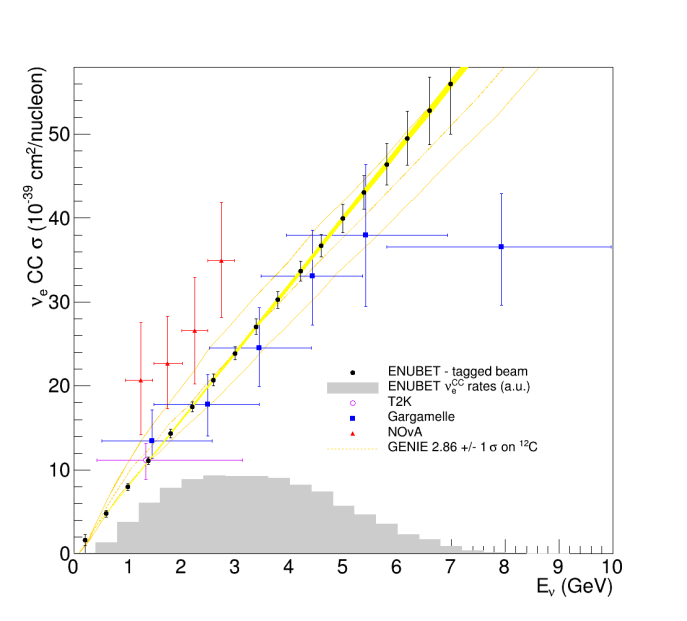 ν_e CC σ (10^-39 cm²/nucleon)
50
40
30
20
10
0
ENUBET - tagged beam
ENUBET ν_e^CC rates (a.u.)
T2K
Gargamelle
NOvA
GENIE 2.86 +/- 1 σ on ¹²C
0 1 2 3 4 5 6 7 8 9 10
E_ν (GeV)